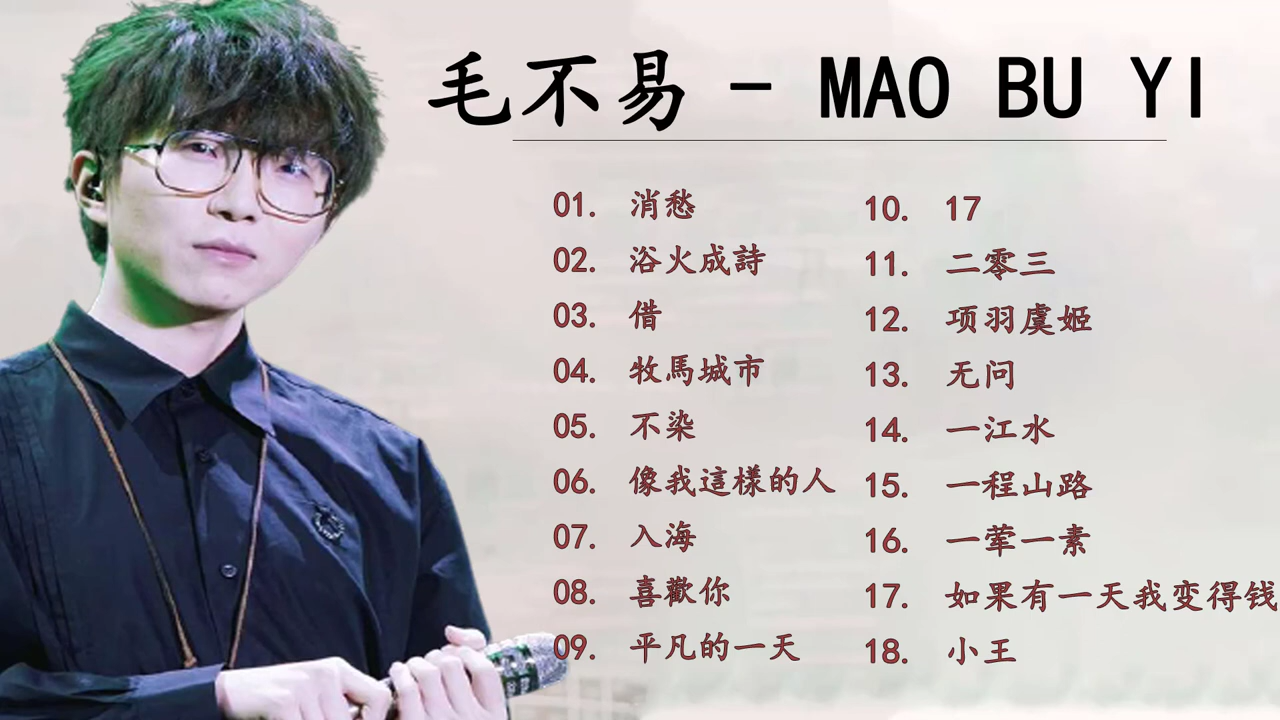 毛不易 - MAO BU YI
01. 消愁
02. 浴火成詩
03. 借
04. 牧馬城市
05. 不染
06. 像我這樣的人
07. 入海
08. 喜歡你
09. 平凡的一天
10. 17
11. 二零三
12. 项羽虞姬
13. 无问
14. 一江水
15. 一程山路
16. 一荤一素
17. 如果有一天我变得钱
18. 小王